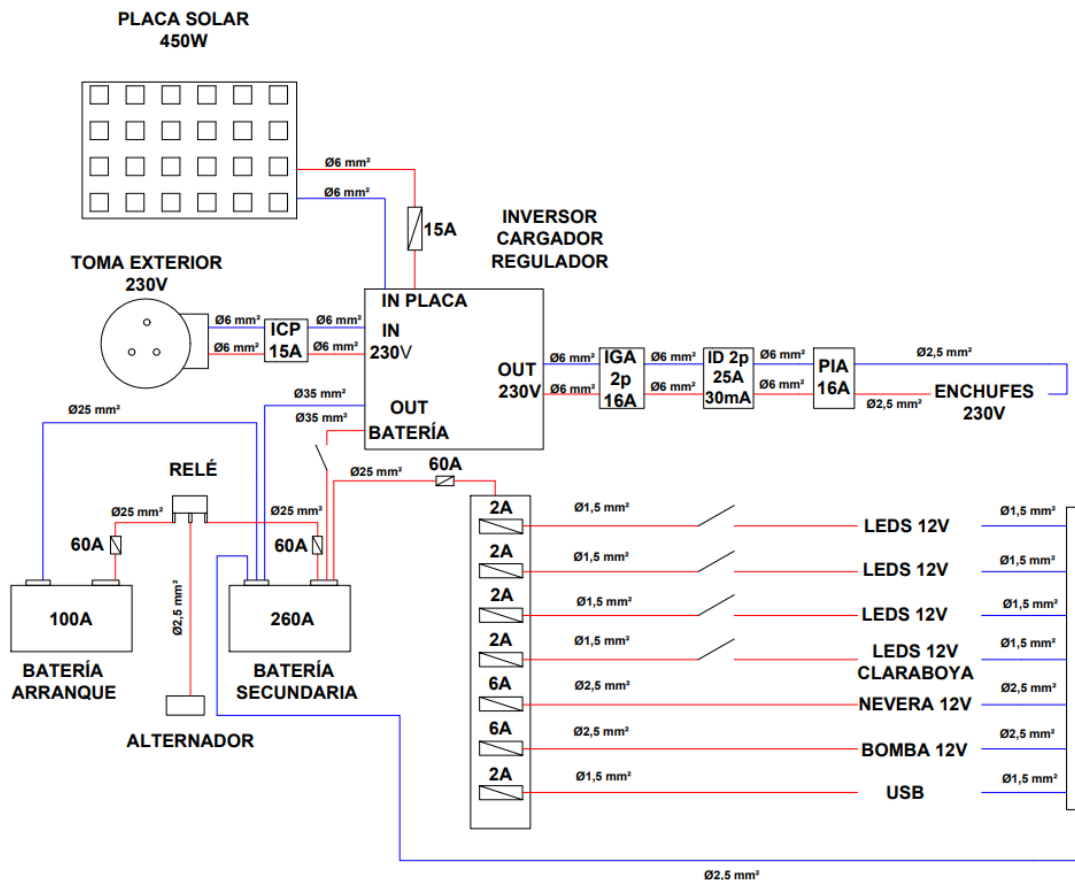 PLACA SOLAR
450W
Ø6 mm²
Ø6 mm²
15A
INVERSOR
CARGADOR
REGULADOR
TOMA EXTERIOR
230V
Ø6 mm²
Ø6 mm²
ICP
15A
Ø6 mm²
Ø6 mm²
IN PLACA
IN
230V
OUT
230V
OUT
BATERÍA
Ø6 mm²
Ø6 mm²
IGA
2p
16A
Ø6 mm²
Ø6 mm²
ID 2p
25A
30mA
Ø6 mm²
Ø6 mm²
PIA
16A
Ø2,5 mm²
Ø2,5 mm²
ENCHUFES
230V
Ø25 mm²
Ø35 mm²
Ø35 mm²
RELÉ
Ø25 mm²
Ø25 mm²
60A
60A
Ø2,5 mm²
Ø25 mm²
60A
100A
BATERÍA
ARRANQUE
260A
BATERÍA
SECUNDARIA
ALTERNADOR
2A
Ø1,5 mm²
LEDS 12V
Ø1,5 mm²
2A
Ø1,5 mm²
LEDS 12V
Ø1,5 mm²
2A
Ø1,5 mm²
LEDS 12V
Ø1,5 mm²
2A
Ø1,5 mm²
LEDS 12V
CLARABOYA
Ø1,5 mm²
6A
Ø2,5 mm²
NEVERA 12V
Ø2,5 mm²
6A
Ø2,5 mm²
BOMBA 12V
Ø2,5 mm²
2A
Ø1,5 mm²
USB
Ø1,5 mm²
Ø2,5 mm²